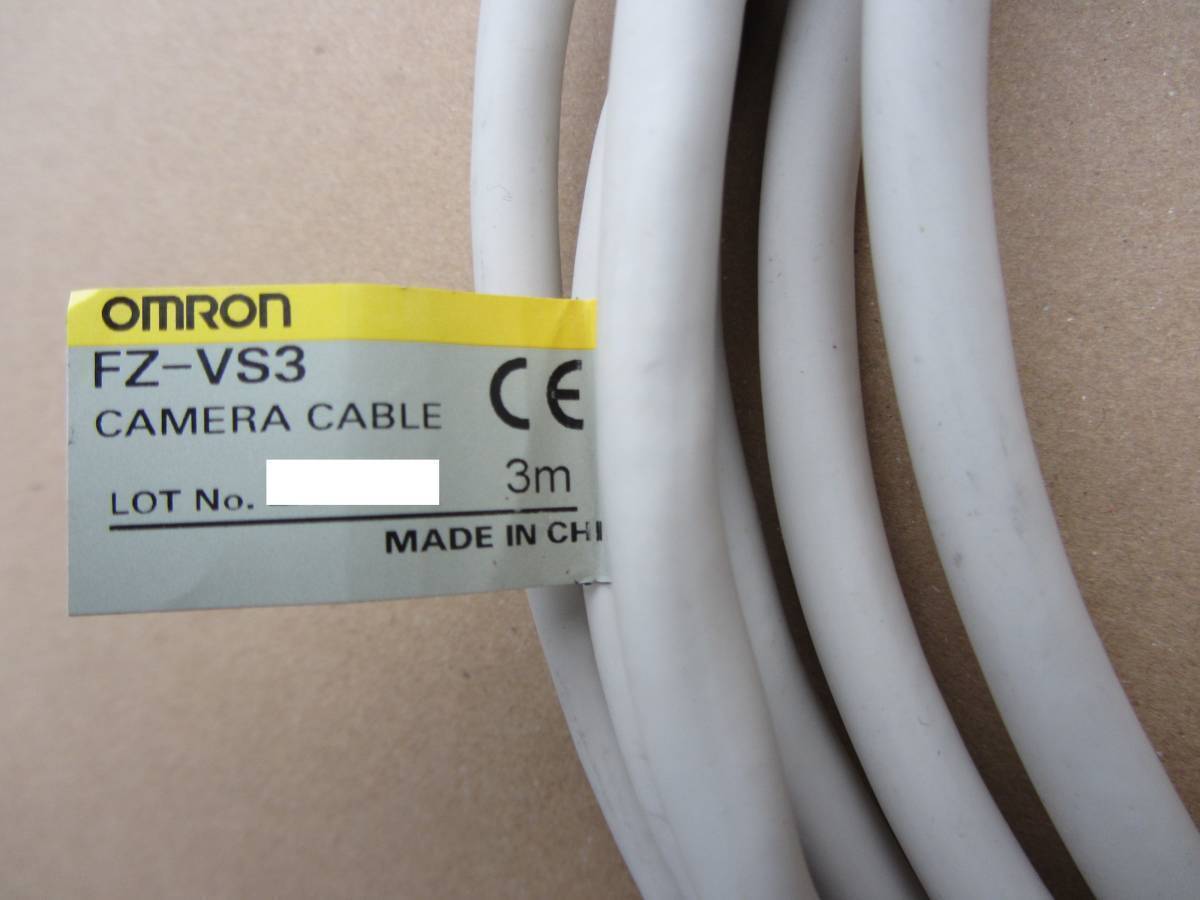 OMRON
FZ-VS3
CAMERA CABLE CE
LOT No. 3m
MADE IN CHI